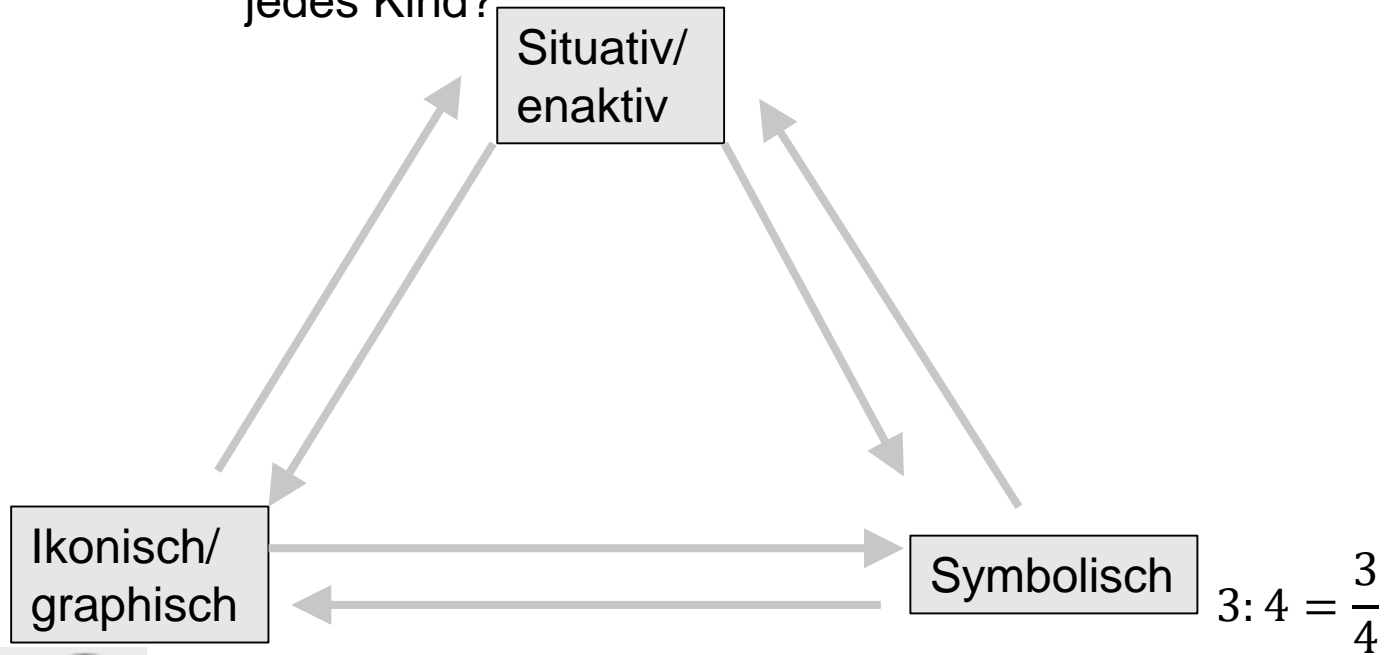 jedes Kind?
Situativ/
enaktiv
Ikonisch/
graphisch
Symbolisch
3: 4 = 3/4